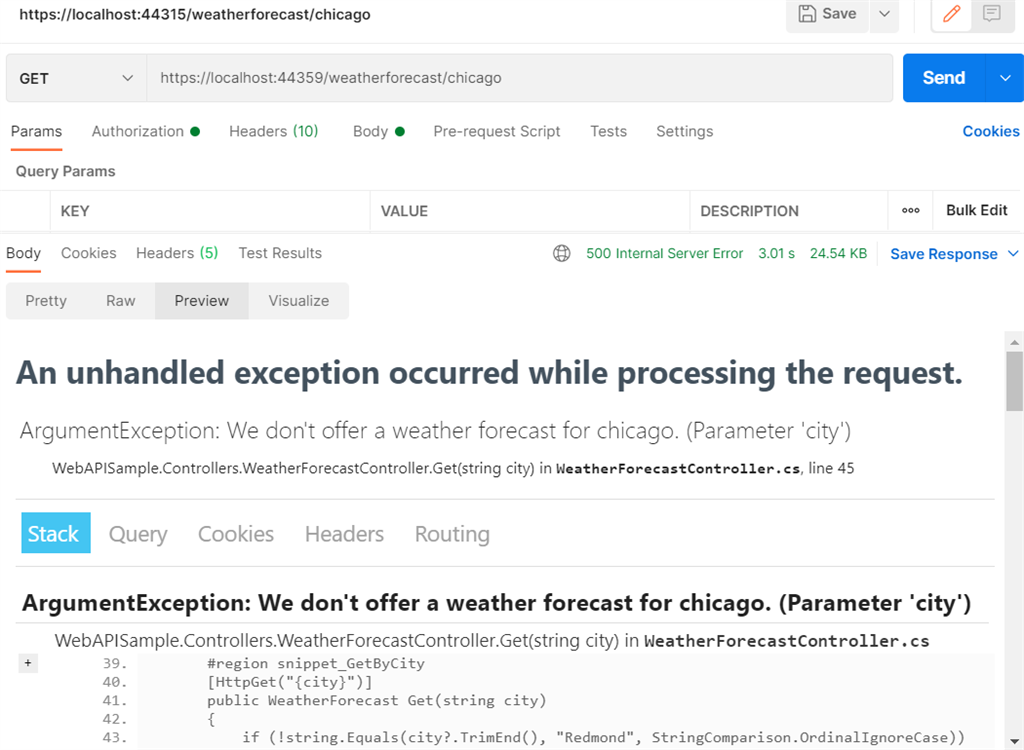 https://localhost:44315/weatherforecast/chicago
Save
GET
https://localhost:44359/weatherforecast/chicago
Send
Params Authorization Headers (10) Body Pre-request Script Tests Settings Cookies
Query Params
KEY VALUE DESCRIPTION ooo Bulk Edit
Body Cookies Headers (5) Test Results 500 Internal Server Error 3.01 s 24.54 KB Save Response
Pretty Raw Preview Visualize
An unhandled exception occurred while processing the request.
ArgumentException: We don't offer a weather forecast for chicago. (Parameter 'city')
WebAPISample.Controllers.WeatherForecastController.Get(string city) in WeatherForecastController.cs, line 45
Stack Query Cookies Headers Routing
ArgumentException: We don't offer a weather forecast for chicago. (Parameter 'city')
WebAPISample.Controllers.WeatherForecastController.Get(string city) in WeatherForecastController.cs
+
39. #region snippet_GetByCity
40. [HttpGet("{city}")]
41. public WeatherForecast Get(string city)
42. {
43. if (!string.Equals(city?.TrimEnd(), "Redmond", StringComparison.OrdinalIgnoreCase))